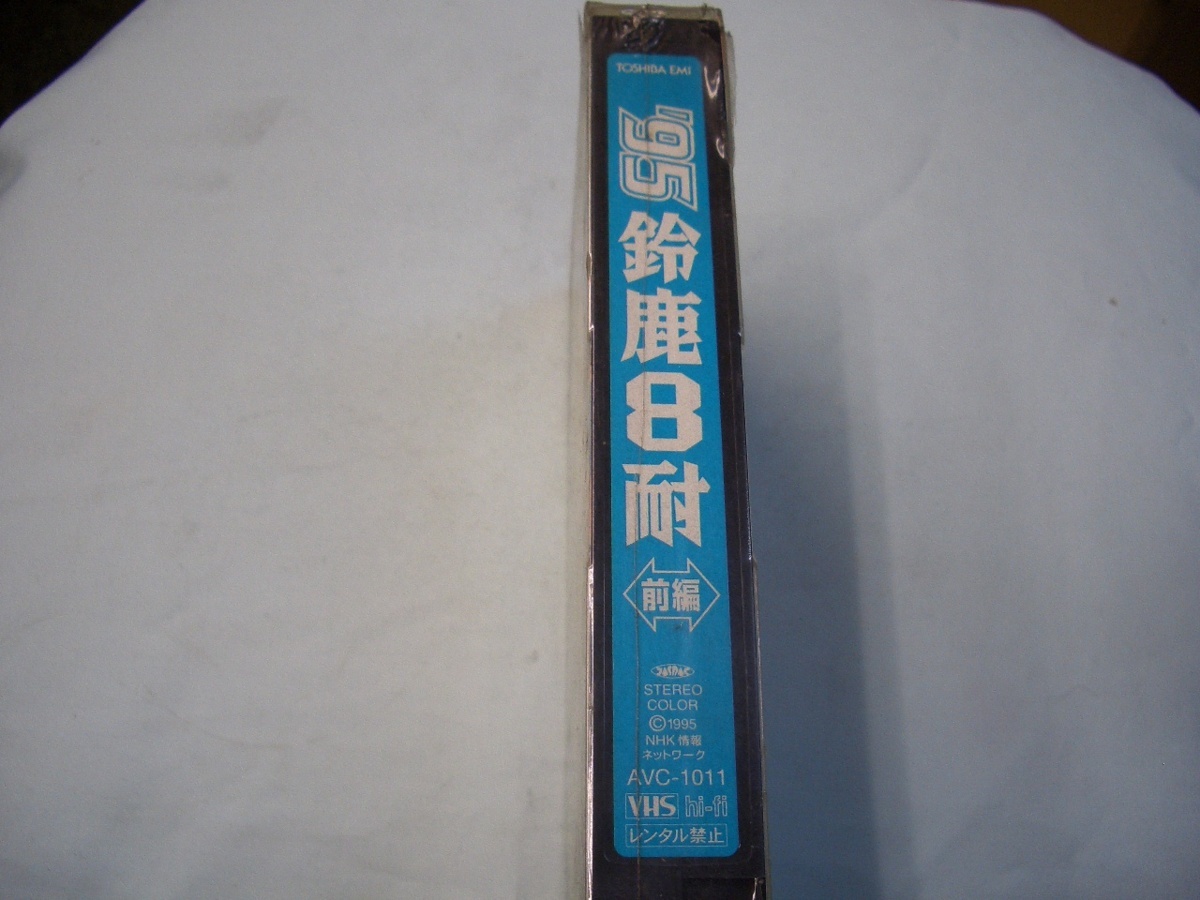 TOSHIBA EMI
'95
鈴鹿8耐
前編
JASRAC
STEREO
COLOR
©1995
NHK 情報
ネットワーク
AVC-1011
VHS hi-fi
レンタル禁止